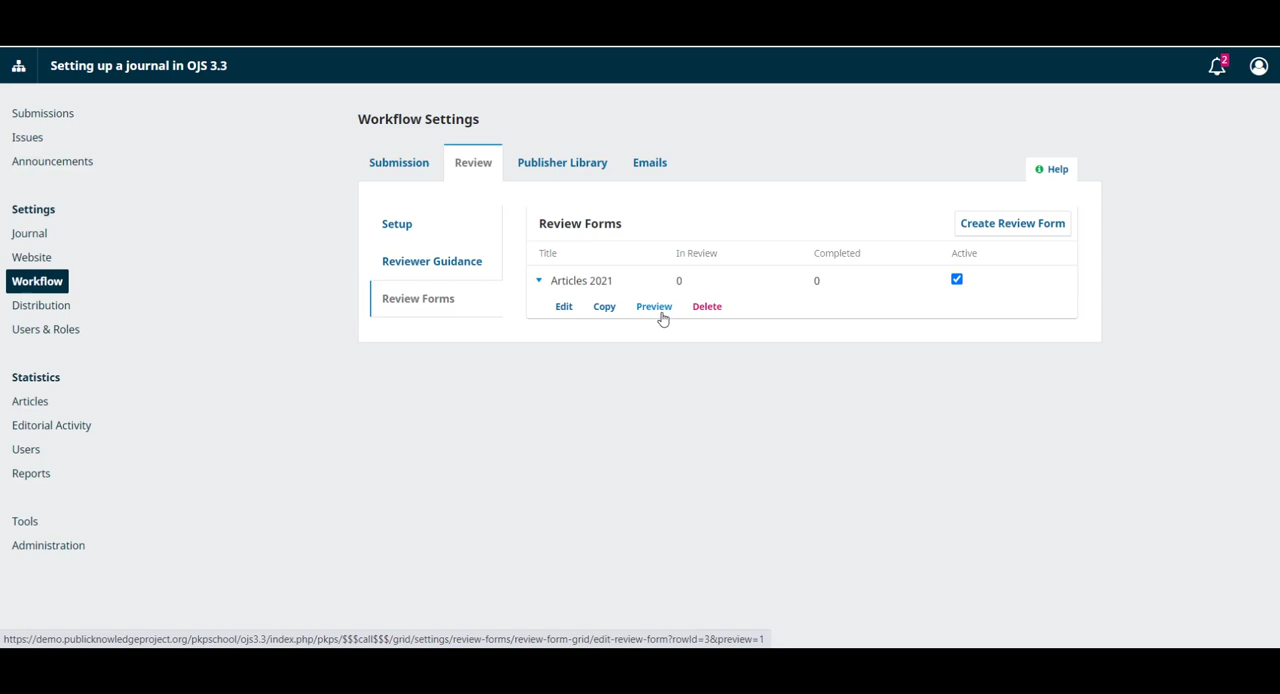 Setting up a journal in OJS 3.3
2
Submissions
Issues
Announcements
Settings
Journal
Website
Workflow
Distribution
Users & Roles
Statistics
Articles
Editorial Activity
Users
Reports
Tools
Administration
Workflow Settings
Submission Review Publisher Library Emails
Help
Setup
Reviewer Guidance
Review Forms
Review Forms Create Review Form
Title In Review Completed Active
Articles 2021 0 0
Edit Copy Preview Delete
https://demo.publicknowledgeproject.org/pkpschool/ojs3.3/index.php/pkps/$$$call$$$/grid/settings/review-forms/review-form-grid/edit-review-form?rowId=3&preview=1